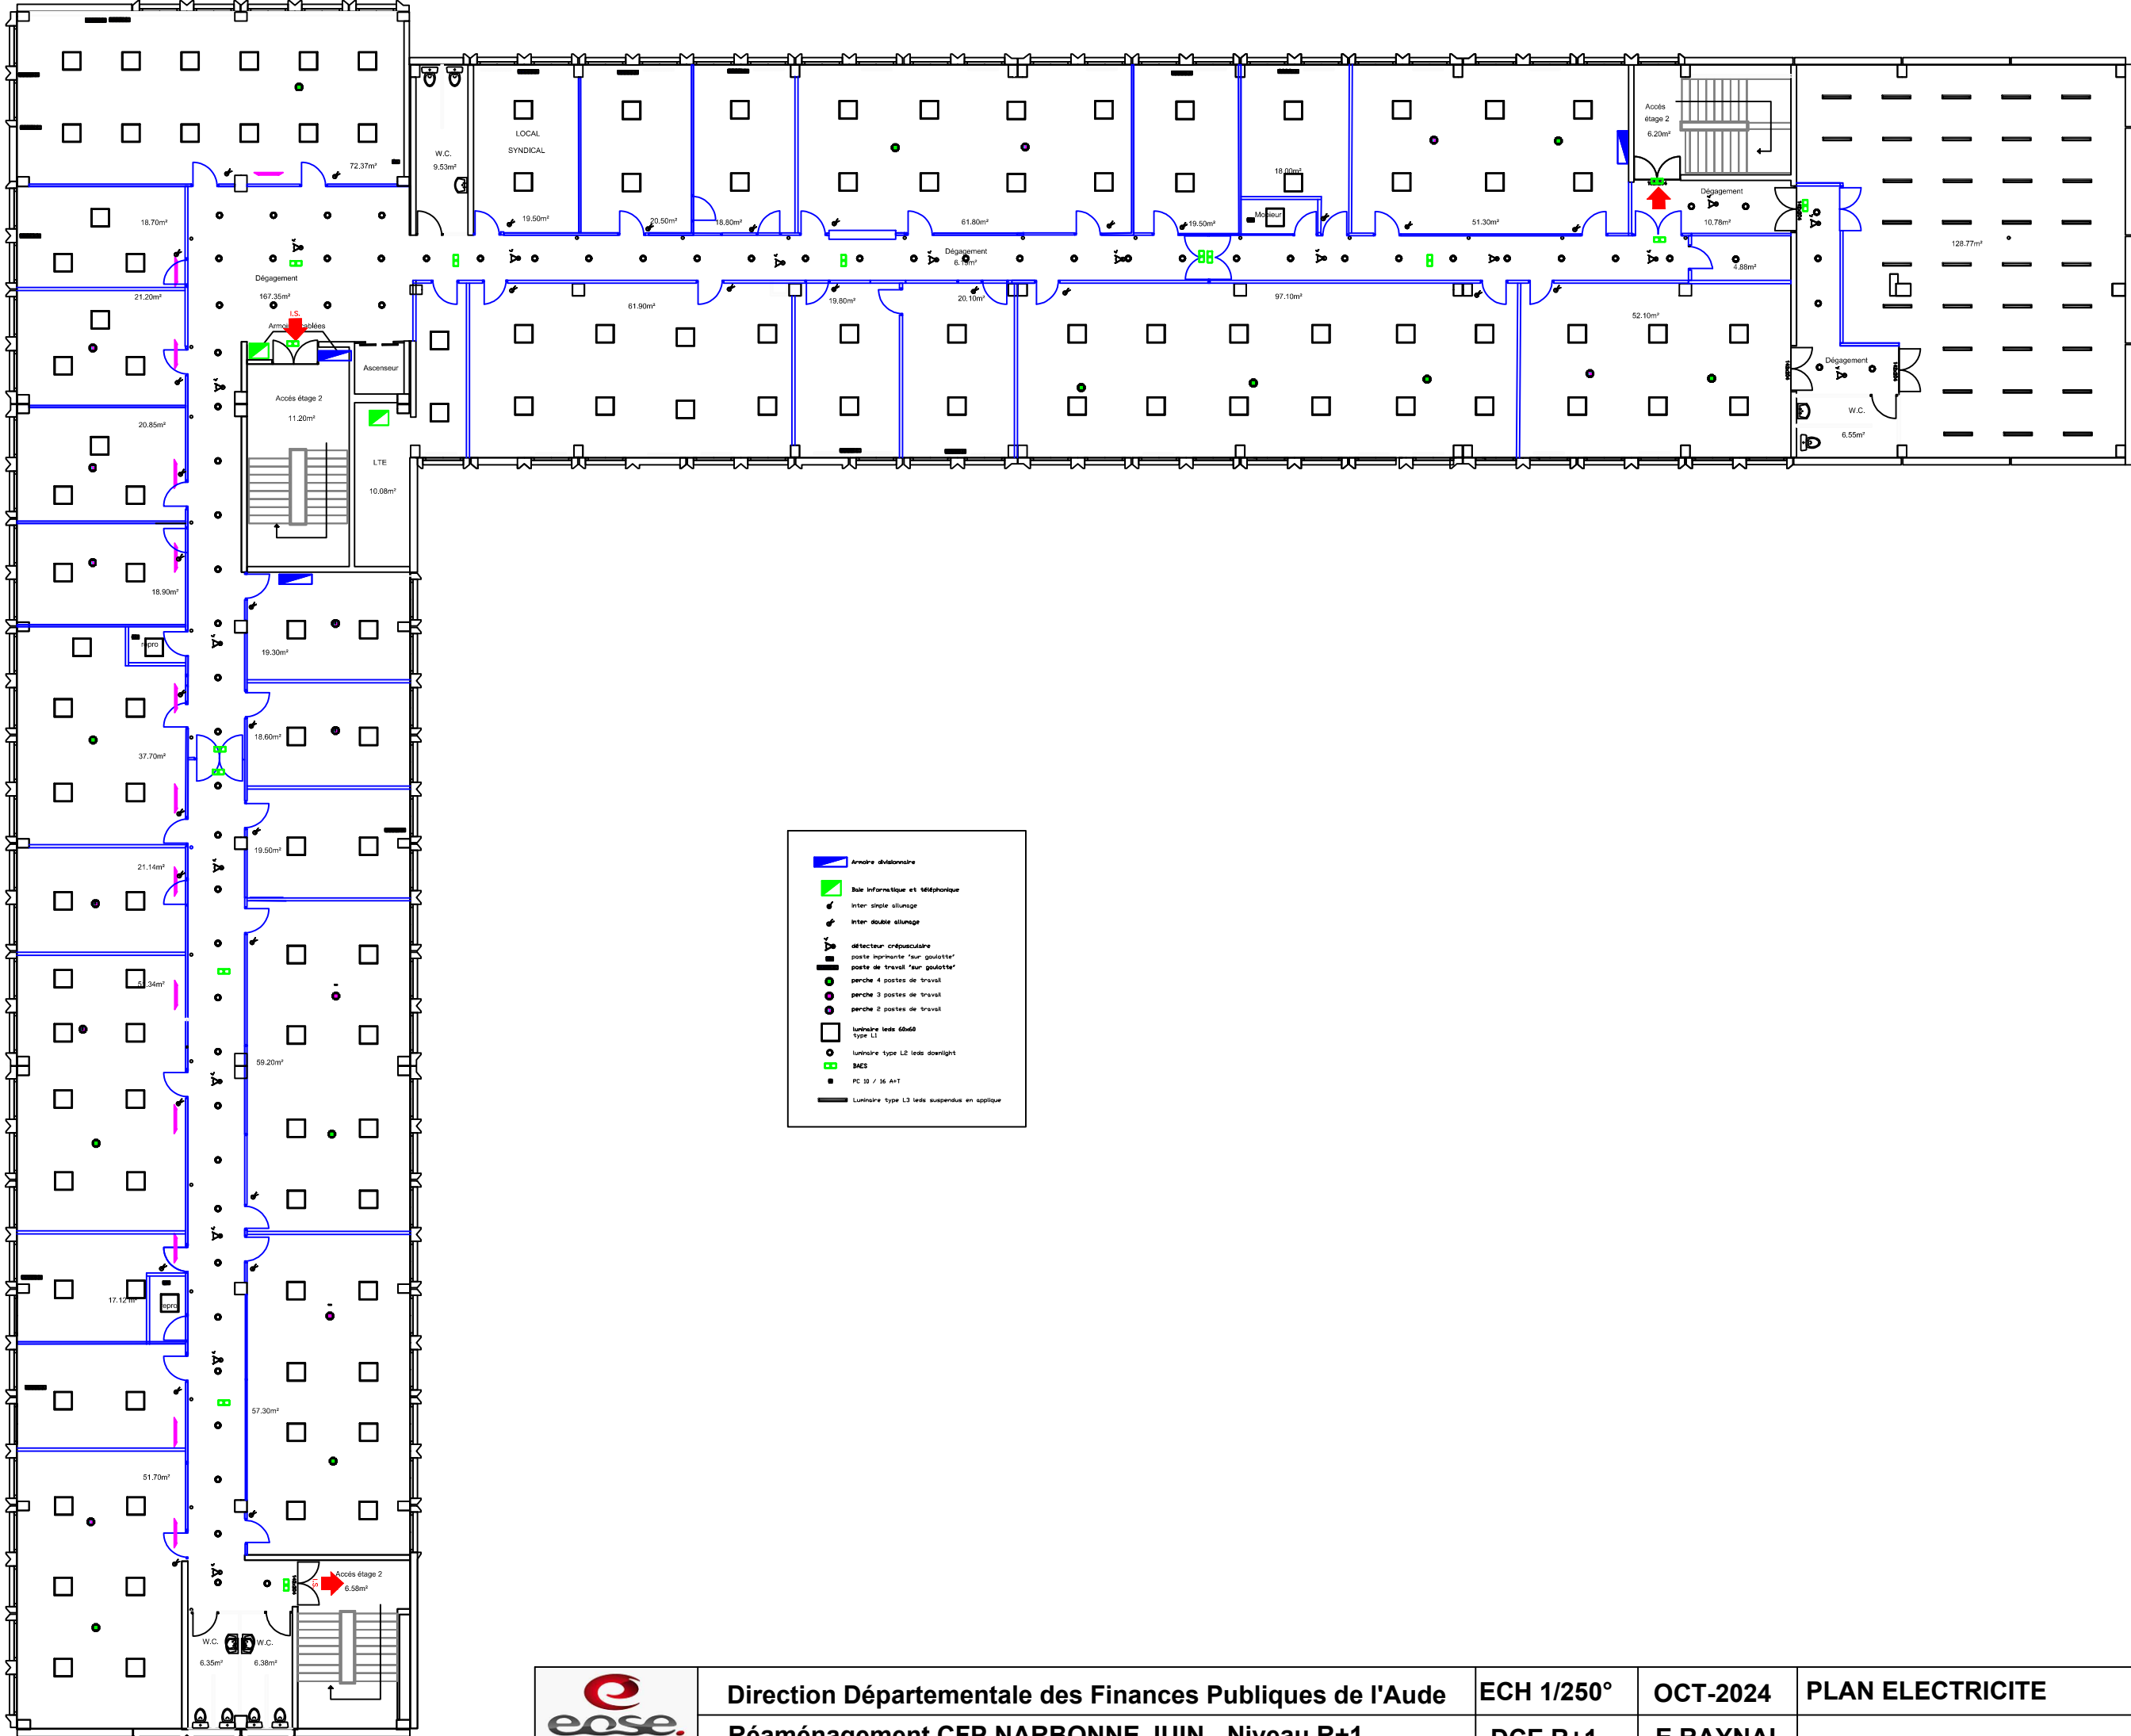 72.37m²
W.C.
9.53m²
LOCAL
SYNDICAL
19.50m²
20.50m²
18.80m²
61.80m²
19.50m²
18.00m²
51.30m²
Accés
étage 2
6.20m²
Dégagement
10.78m²
128.77m²
18.70m²
21.20m²
Dégagement
167.35m²
I.S.
Dégagement
4.88m²
61.90m²
19.80m²
20.10m²
97.10m²
52.10m²
Ascenseur
Accés étage 2
11.20m²
20.85m²
LTE
10.08m²
Dégagement
W.C.
6.55m²
18.90m²
repro
19.30m²
18.60m²
37.70m²
19.50m²
21.14m²
59.20m²
17.12 m²
57.30m²
51.70m²
Accés étage 2
6.58m²
I.S.
W.C.
6.35m²
W.C.
6.38m²
Armoire divisionnaire
Baie informatique et téléphonique
inter simple allumage
inter double allumage
détecteur crépusculaire
poste imprimante "sur goulotte"
poste de travail "sur goulotte"
perche 4 postes de travail
perche 3 postes de travail
perche 2 postes de travail
luminaire leds 60x60
type L1
luminaire type L2 leds downlight
BAES
PC 10 / 16 A+T
Luminaire type L3 leds suspendus en applique
ecse.
Direction Départementale des Finances Publiques de l'Aude
ECH 1/250°
OCT-2024
PLAN ELECTRICITE